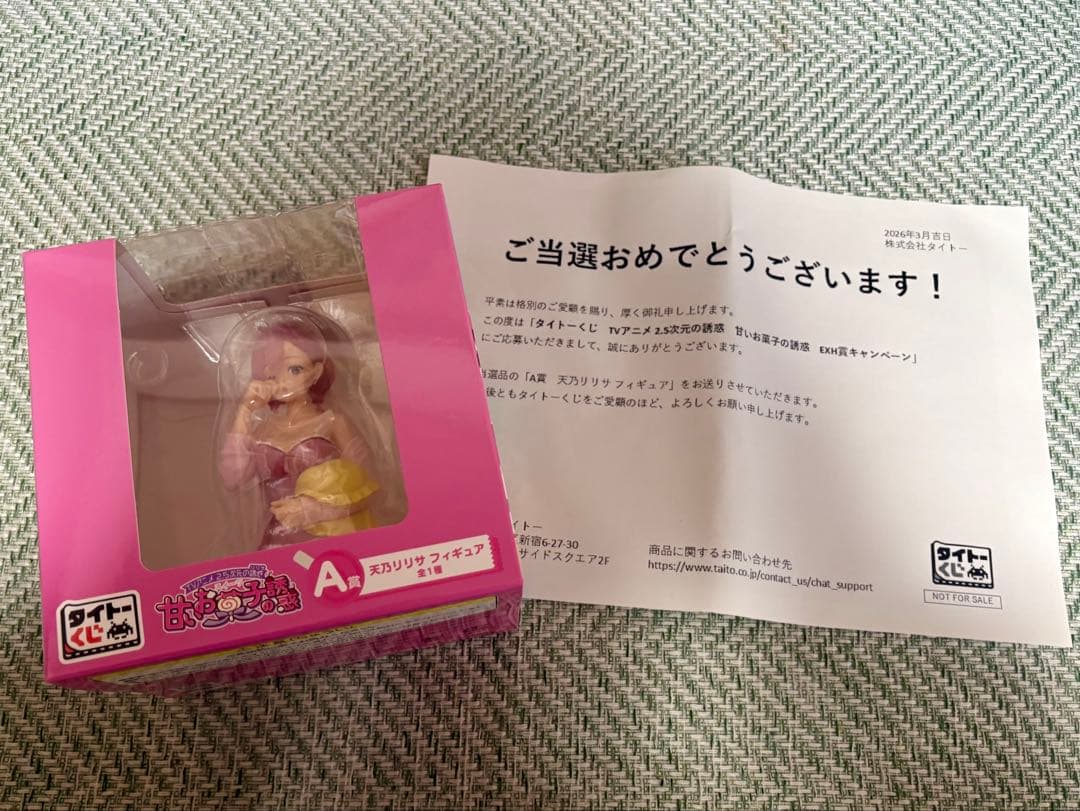 2026年3月吉日
株式会社タイトー
ご当選おめでとうございます！
平素は格別のご愛顧を賜り、厚く御礼申し上げます。
この度は「タイトーくじ　TVアニメ 2.5次元の誘惑　甘いお菓子の誘惑　EXH賞キャンペーン」
にご応募いただきまして、誠にありがとうございます。
当選品の「A賞　天乃リリサ フィギュア」をお送りさせていただきます。
後ともタイトーくじをご愛顧のほど、よろしくお願い申し上げます。
イトー
新宿6-27-30
サイドスクエア2F
商品に関するお問い合わせ先
https://www.taito.co.jp/contact_us/chat_support
タイトー
くじ
NOT FOR SALE
A賞
天乃リリサ フィギュア
全1種
TVアニメ2.5次元の誘惑
甘いお菓子の誘惑
タイトー
くじ